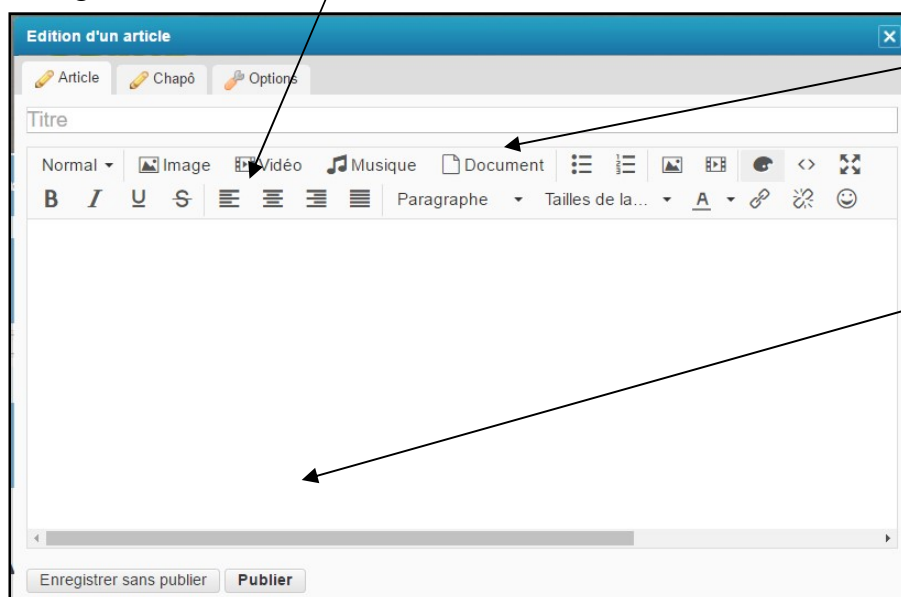 Edition d'un article
Article Chapô Options
Titre
Normal Image Vidéo Musique Document
B I U S Paragraphe Tailles de la... A
Enregistrer sans publier Publier